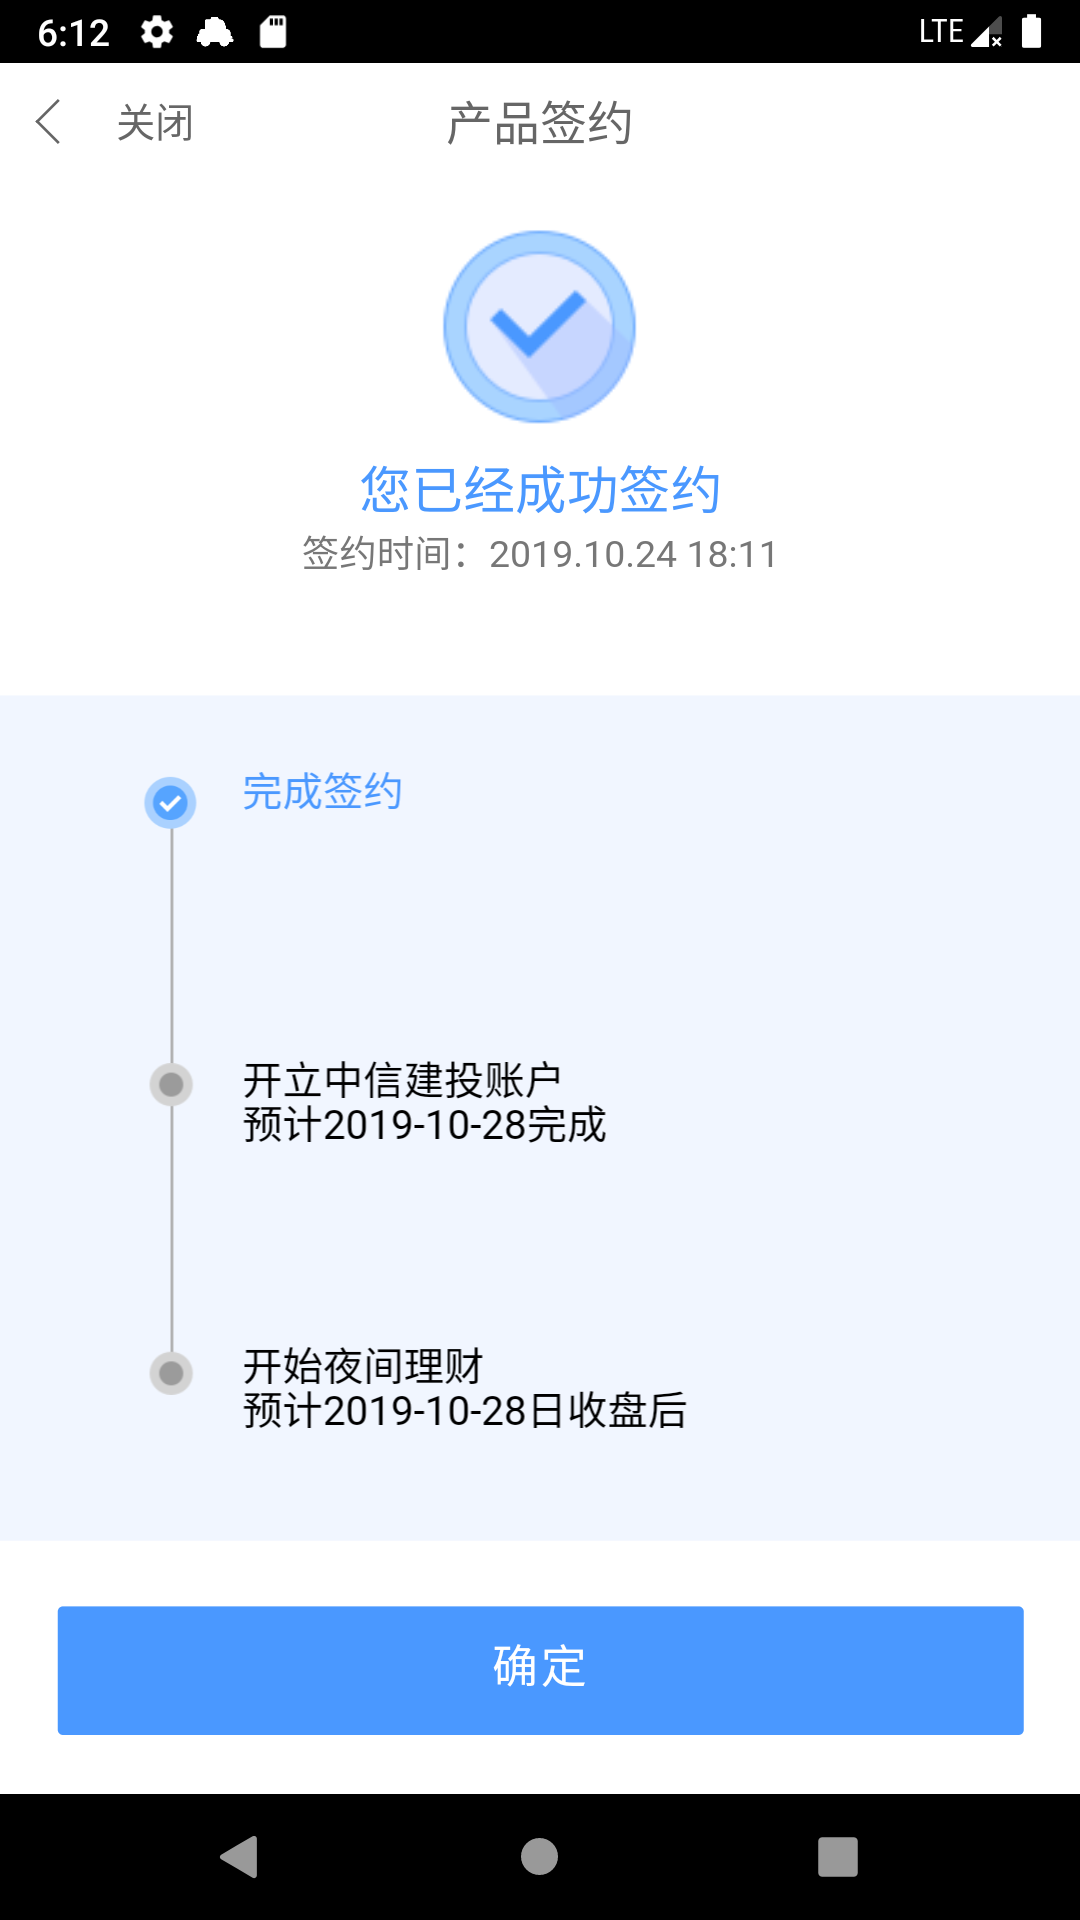 6:12
LTE
关闭
产品签约
您已经成功签约
签约时间：2019.10.24 18:11
完成签约
开立中信建投账户
预计2019-10-28完成
开始夜间理财
预计2019-10-28日收盘后
确定